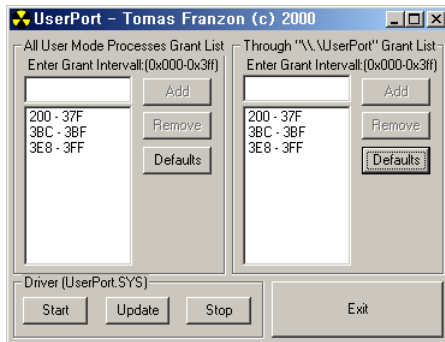 UserPort - Tomas Franzon (c) 2000
All User Mode Processes Grant List
Enter Grant Intervall:(0x000-0x3ff)
Add
200 - 37F
3BC - 3BF
3E8 - 3FF
Remove
Defaults
Through "\\.\UserPort" Grant List
Enter Grant Intervall:(0x000-0x3ff)
Add
200 - 37F
3BC - 3BF
3E8 - 3FF
Remove
Defaults
Driver (UserPort.SYS)
Start
Update
Stop
Exit